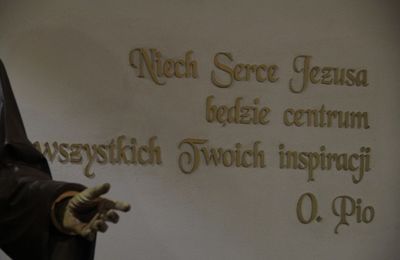 Niech Serce Jezusa
będzie centrum
wszystkich Twoich inspiracji
O. Pio